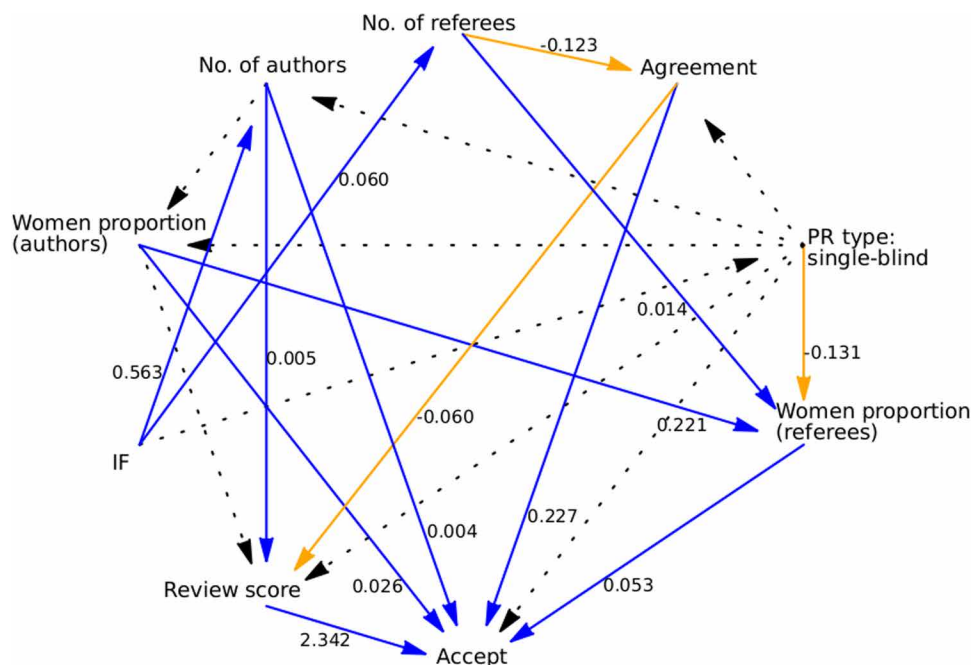 No. of referees
-0.123
No. of authors
Agreement
0.060
Women proportion
(authors)
PR type:
single-blind
0.014
0.005
-0.131
0.563
Women proportion
(referees)
-0.060
0.221
IF
0.227
0.004
Review score
0.026
0.053
2.342
Accept